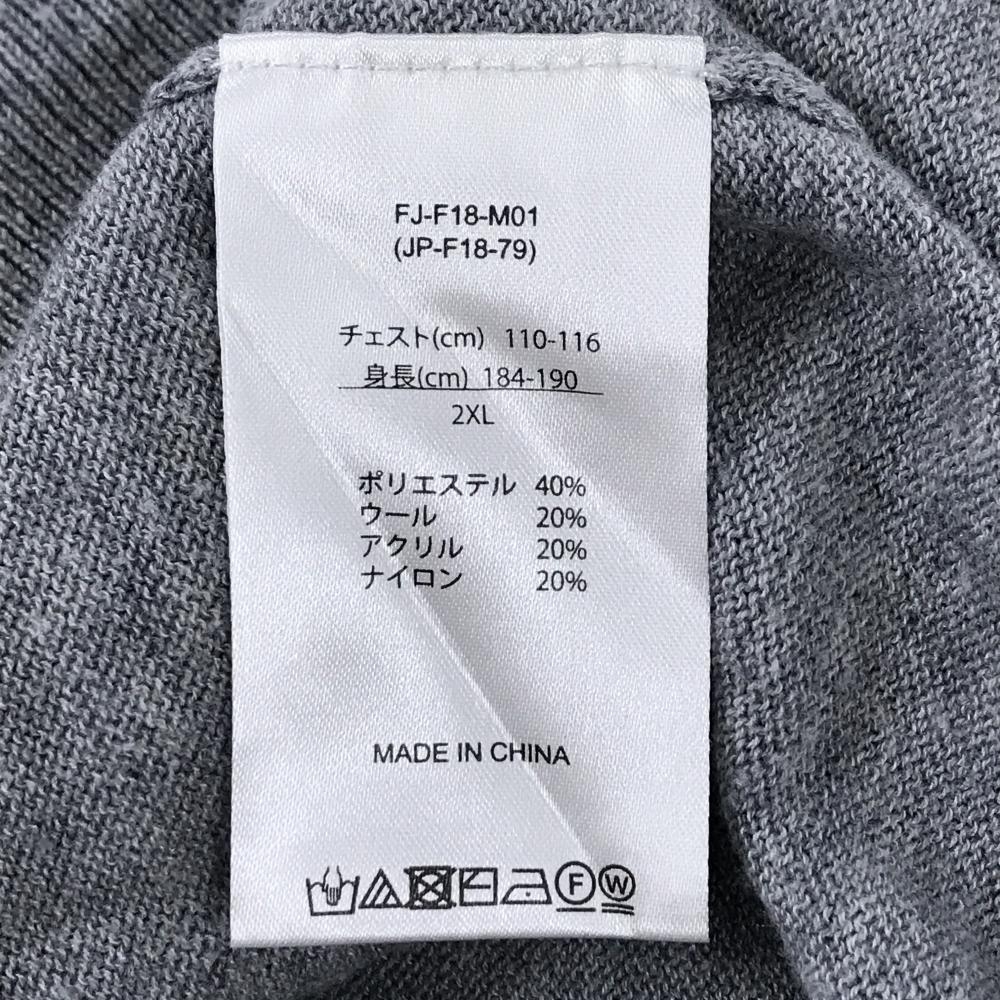 FJ-F18-M01
(JP-F18-79)
チェスト(cm) 110-116
身長(cm) 184-190
2XL
ポリエステル 40%
ウール 20%
アクリル 20%
ナイロン 20%
MADE IN CHINA
F W